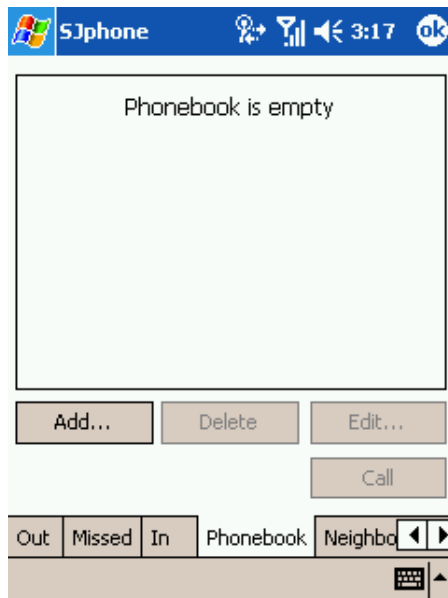 SJphone 3:17 ok
Phonebook is empty
Add... Delete Edit...
Call
Out Missed In Phonebook Neighbo